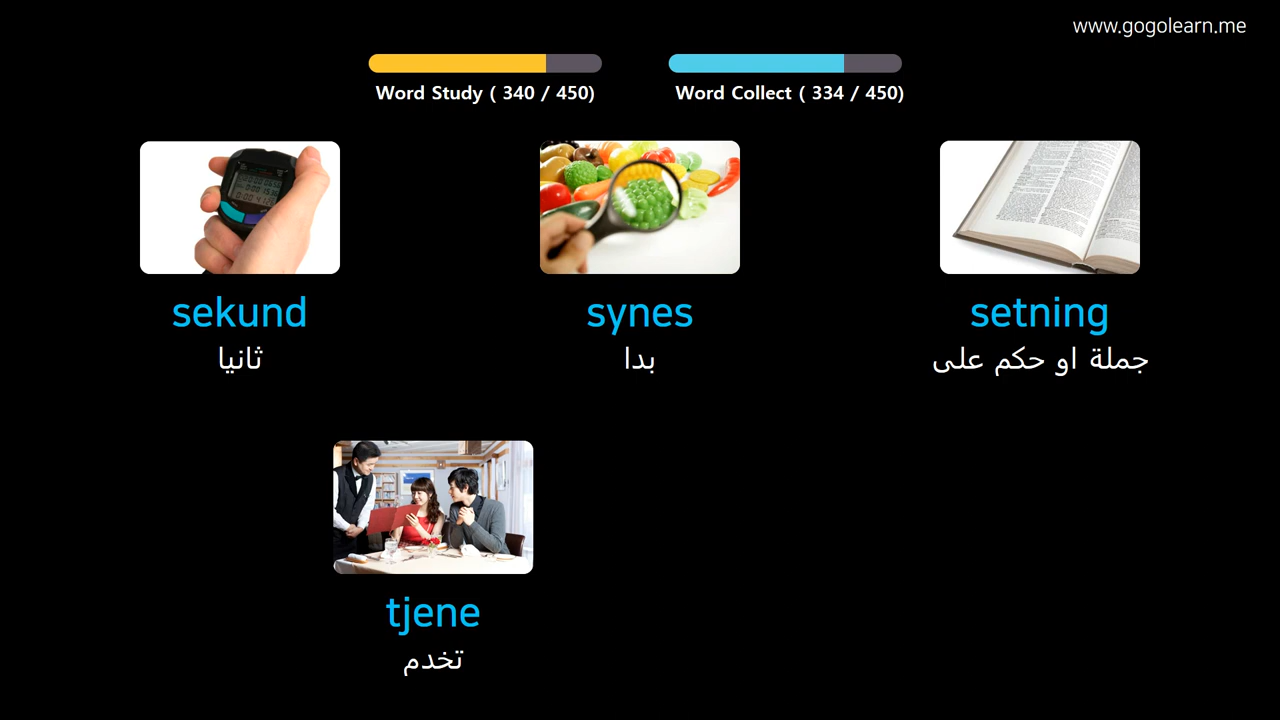 www.gogolearn.me
Word Study ( 340 / 450)
Word Collect ( 334 / 450)
sekund
synes
setning
ثانيا
بدا
جملة او حكم على
tjene
تخدم